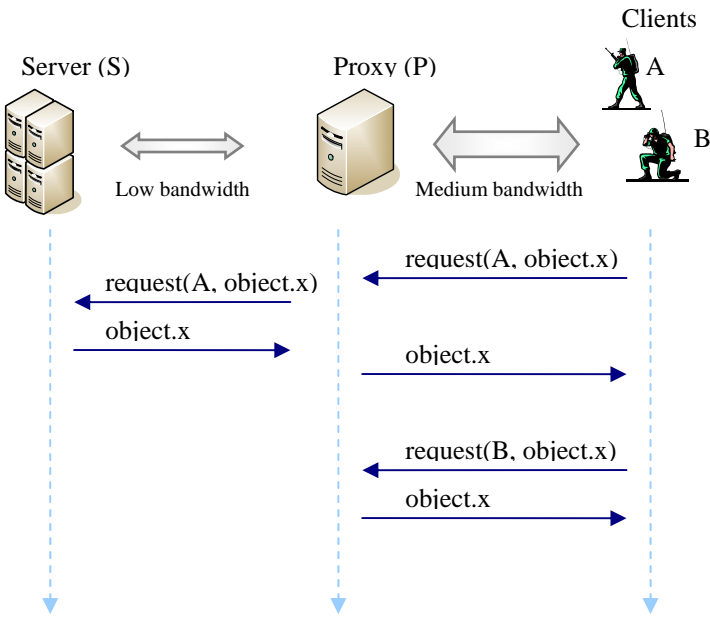 Clients
Server (S)
Proxy (P)
A
B
Low bandwidth
Medium bandwidth
request(A, object.x)
request(A, object.x)
object.x
object.x
request(B, object.x)
object.x